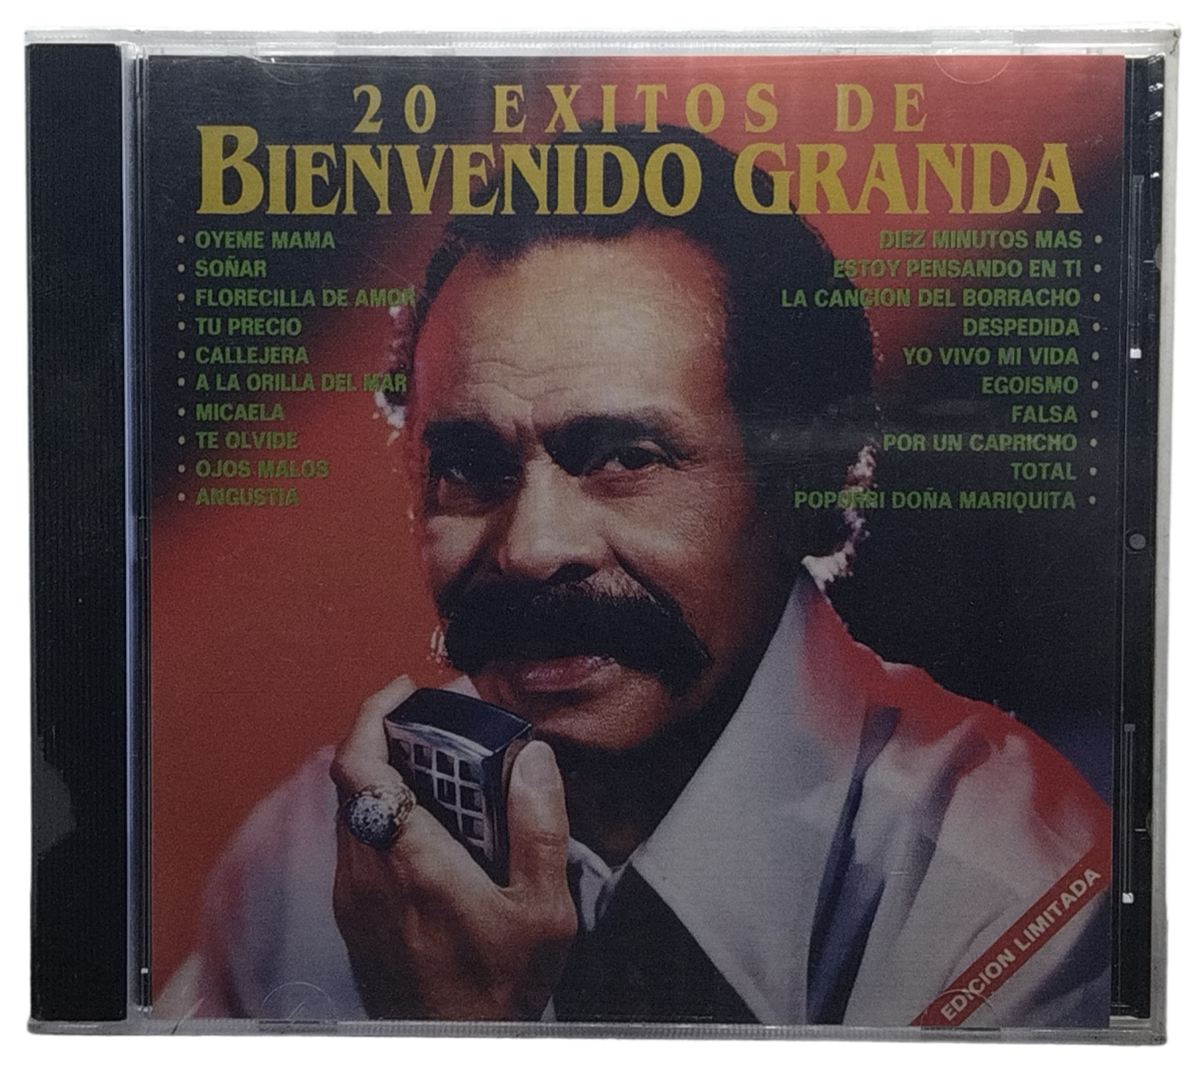 20 EXITOS DE
BIENVENIDO GRANDA
• OYEME MAMA
• SOÑAR
• FLORECILLA DE AMOR
• TU PRECIO
• CALLEJERA
• A LA ORILLA DEL MAR
• MICAELA
• TE OLVIDE
• OJOS MALOS
• ANGUSTIA
DIEZ MINUTOS MAS •
ESTOY PENSANDO EN TI •
LA CANCION DEL BORRACHO •
DESPEDIDA •
YO VIVO MI VIDA •
EGOISMO •
FALSA •
POR UN CAPRICHO •
TOTAL •
POPURRI DOÑA MARIQUITA •
EDICION LIMITADA